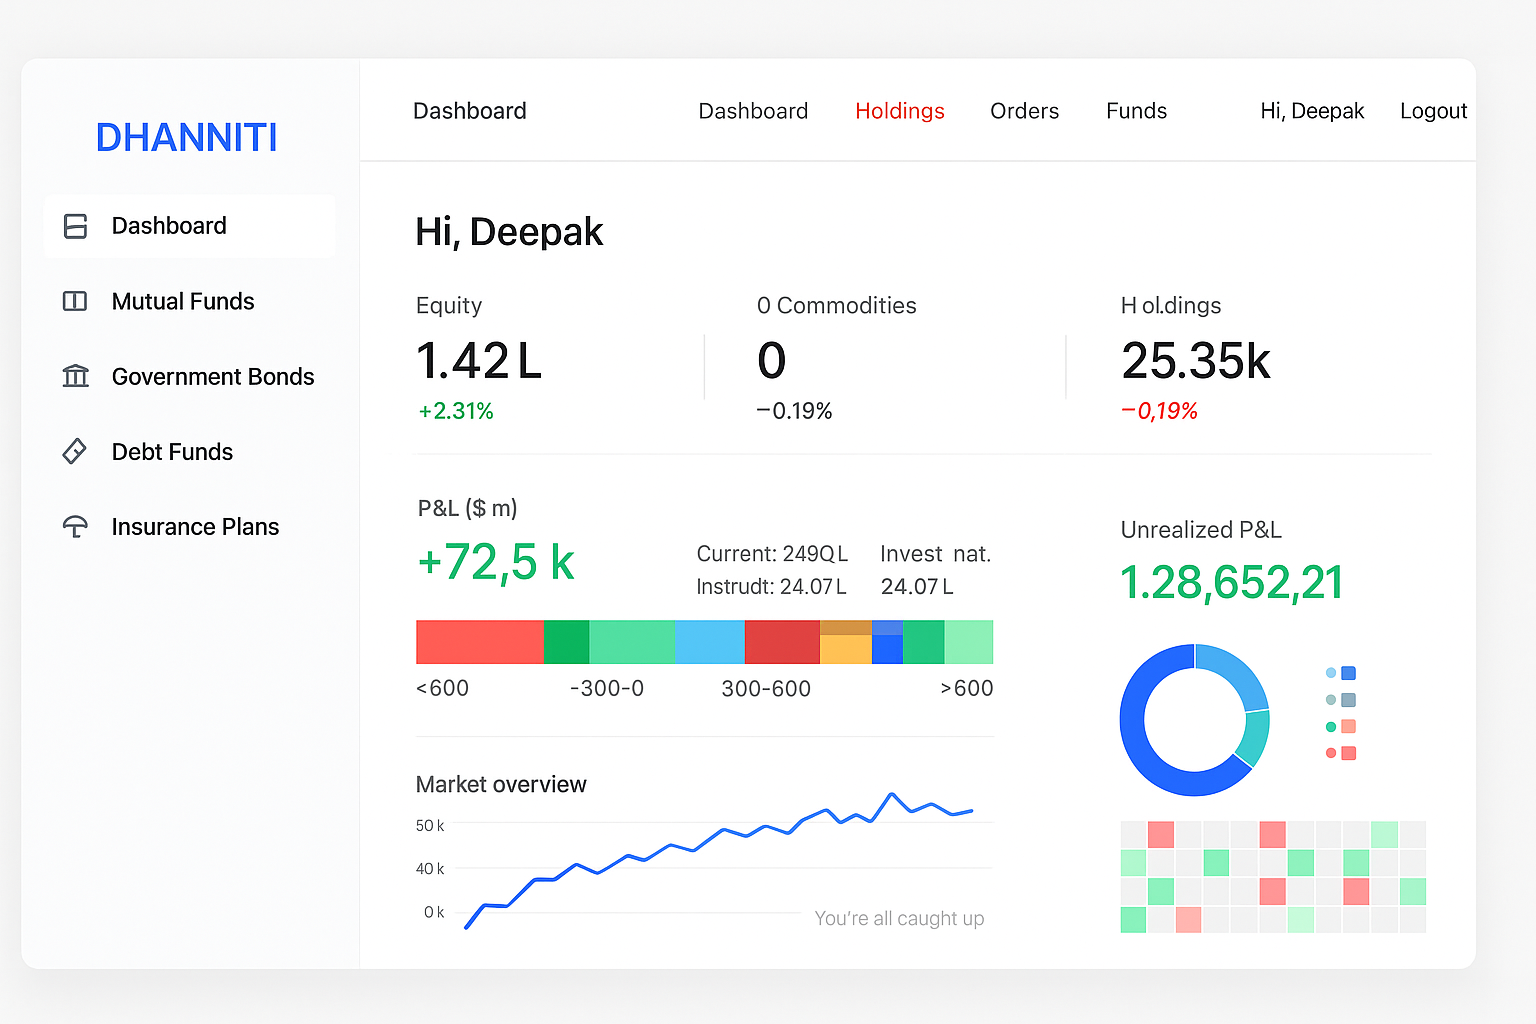 DHANNITI
Dashboard
Mutual Funds
Government Bonds
Debt Funds
Insurance Plans
Dashboard
Dashboard Holdings Orders Funds
Hi, Deepak Logout
Hi, Deepak
Equity
1.42 L
+2.31%
0 Commodities
0
−0.19%
H ol.dings
25.35k
−0,19%
P&L ($ m)
+72,5 k
Current: 249QL
Instrudt: 24.07 L
Invest nat.
24.07 L
<600 -300-0 300-600 >600
Unrealized P&L
1.28,652,21
Market overview
50 k
40 k
0 k
You're all caught up